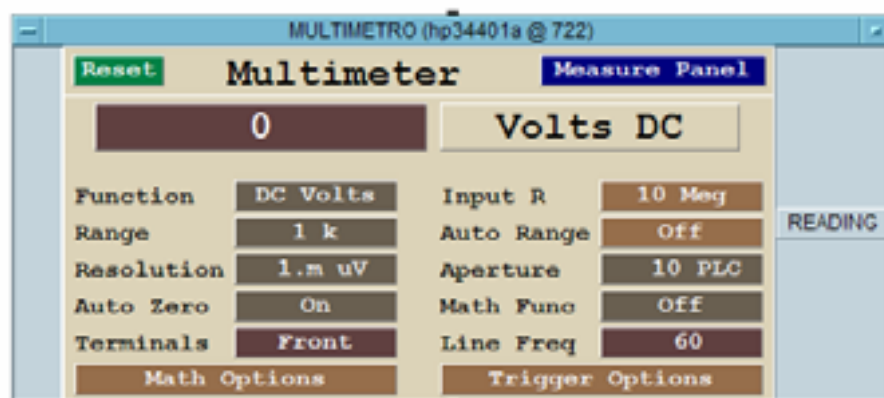 MULTIMETRO (hp34401a @ 722)
Reset Multimeter Measure Panel
0 Volts DC
Function DC Volts Input R 10 Meg
Range 1 k Auto Range Off
READING
Resolution 1.m uV Aperture 10 PLC
Auto Zero On Math Func Off
Terminals Front Line Freq 60
Math Options Trigger Options